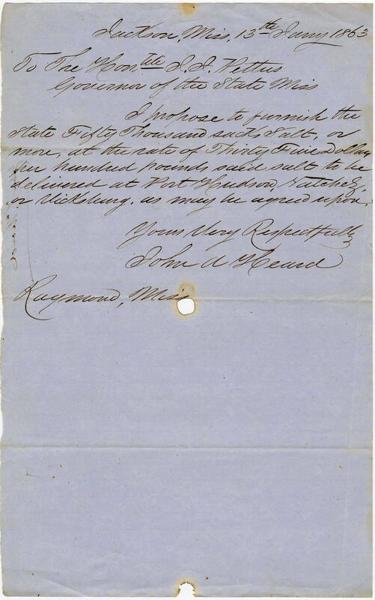 Jackson, Miss, 13th Jany 1863
To The Honble J. J. Pettus
Governor of the State Miss
I propose to furnish the
State Fifty Thousand sacks Salt, or
more, at the rate of Thirty Five Dollars
per hundred pounds said salt to be
delivered at Port Hudson, Natchez,
or Vicksburg, as may be agreed upon,
Yours Very Respectfully
John A Heard
Raymond, Miss